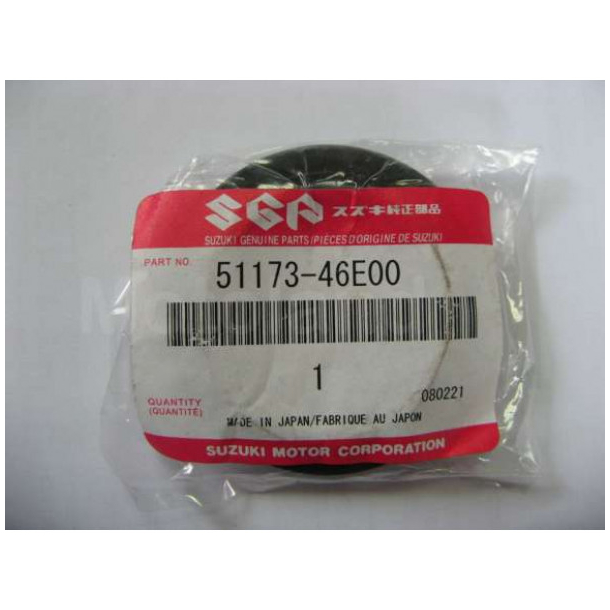 SGP スズキ純正部品
SUZUKI GENUINE PARTS/PIÈCES D'ORIGINE DE SUZUKI
PART NO.
51173-46E00
1
080221
QUANTITY
(QUANTITÉ)
MADE IN JAPAN/FABRIQUE AU JAPON
SUZUKI MOTOR CORPORATION